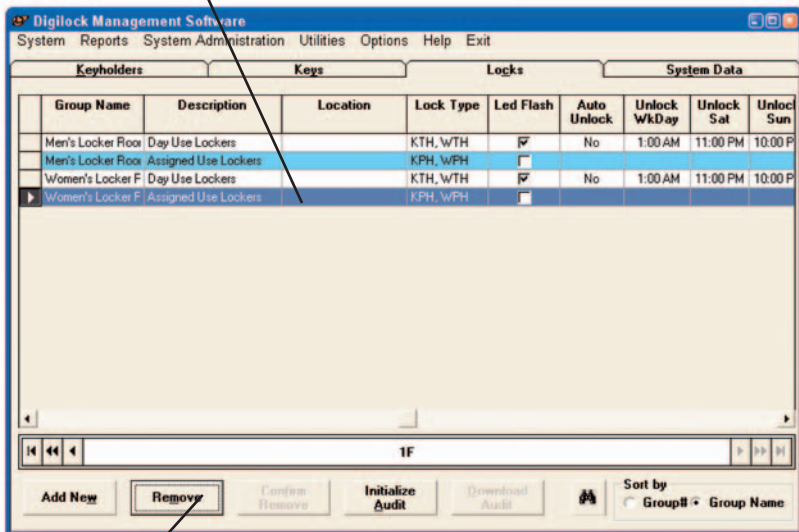 Digilock Management Software
System Reports System Administration Utilities Options Help Exit
Keyholders Keys Locks System Data
Group Name Description Location Lock Type Led Flash Auto Unlock Unlock WkDay Unlock Sat Unlock Sun
Men's Locker Roor Day Use Lockers KTH, WTH No 1:00 AM 11:00 PM 10:00 P
Men's Locker Roor Assigned Use Lockers KPH, WPH
Women's Locker F Day Use Lockers KTH, WTH No 1:00 AM 11:00 PM 10:00 P
Women's Locker F Assigned Use Lockers KPH, WPH
1F
Add New Remove Confirm Remove Initialize Audit Download Audit Sort by Group# Group Name